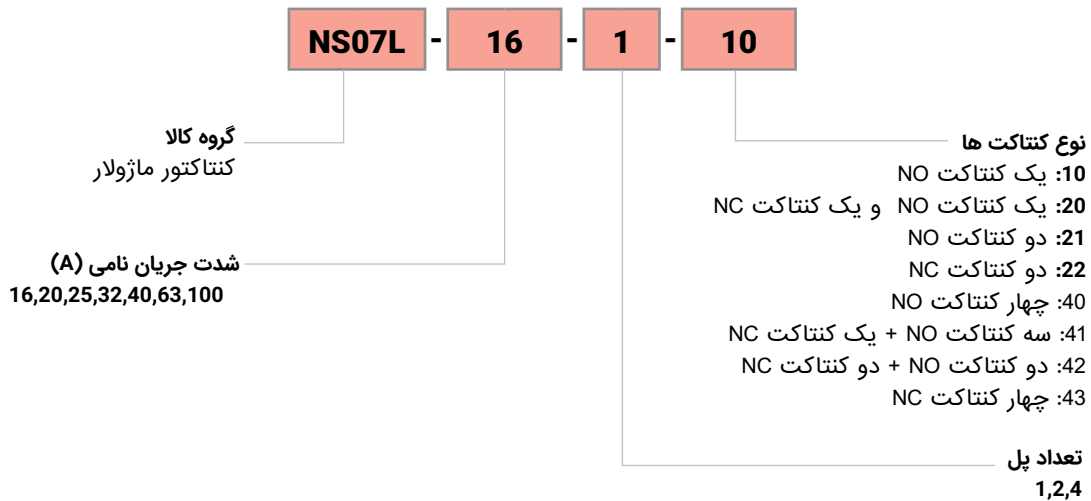 NS07L - 16 - 1 - 10
گروه کالا
کنتاکتور ماژولار
شدت جریان نامی (A)
16,20,25,32,40,63,100
نوع کنتاکت ها
10: یک کنتاکت NO
20: یک کنتاکت NO و یک کنتاکت NC
21: دو کنتاکت NO
22: دو کنتاکت NC
40: چهار کنتاکت NO
41: سه کنتاکت NO + یک کنتاکت NC
42: دو کنتاکت NO + دو کنتاکت NC
43: چهار کنتاکت NC
تعداد پل
1,2,4